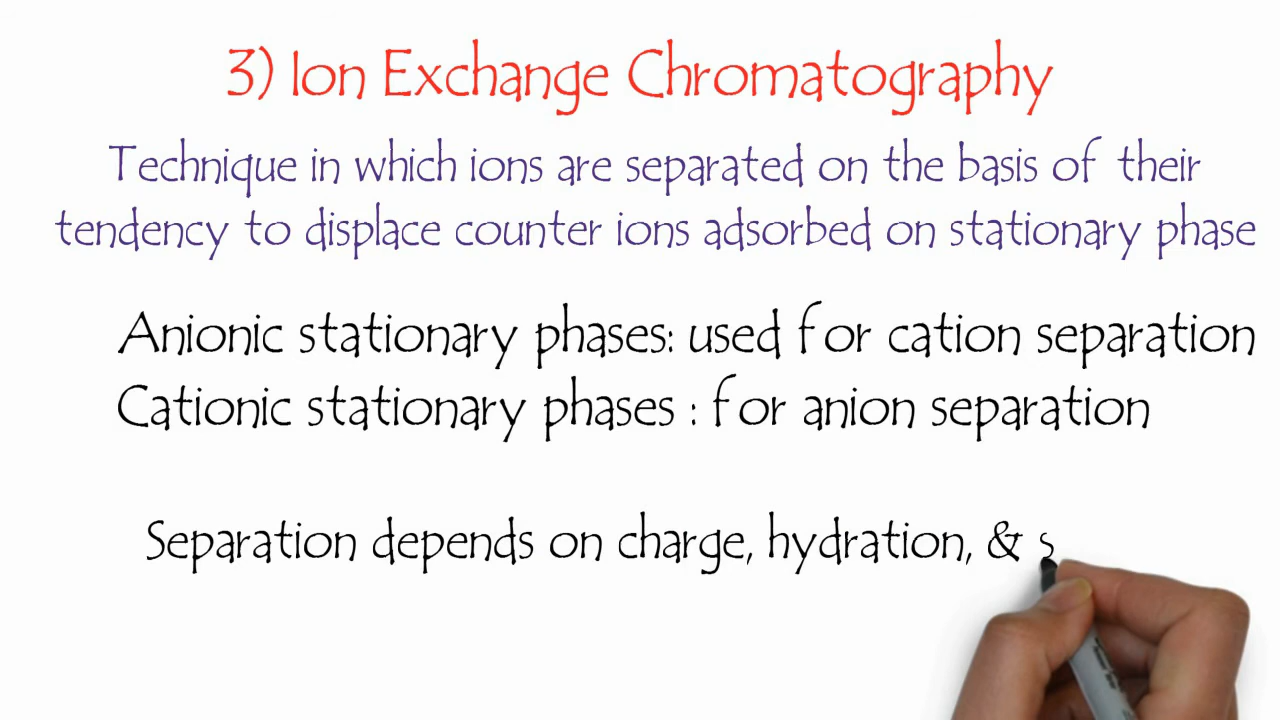 3) Ion Exchange Chromatography
Technique in which ions are separated on the basis of their
tendency to displace counter ions adsorbed on stationary phase
Anionic stationary phases: used for cation separation
Cationic stationary phases : for anion separation
Separation depends on charge, hydration, & s